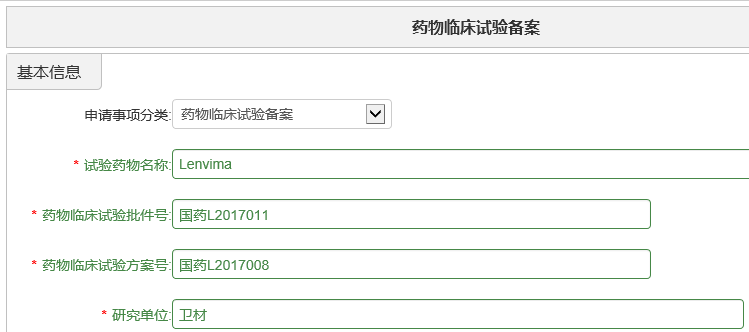 药物临床试验备案
基本信息
申请事项分类: 药物临床试验备案
* 试验药物名称: Lenvima
* 药物临床试验批件号: 国药L2017011
* 药物临床试验方案号: 国药L2017008
* 研究单位: 卫材